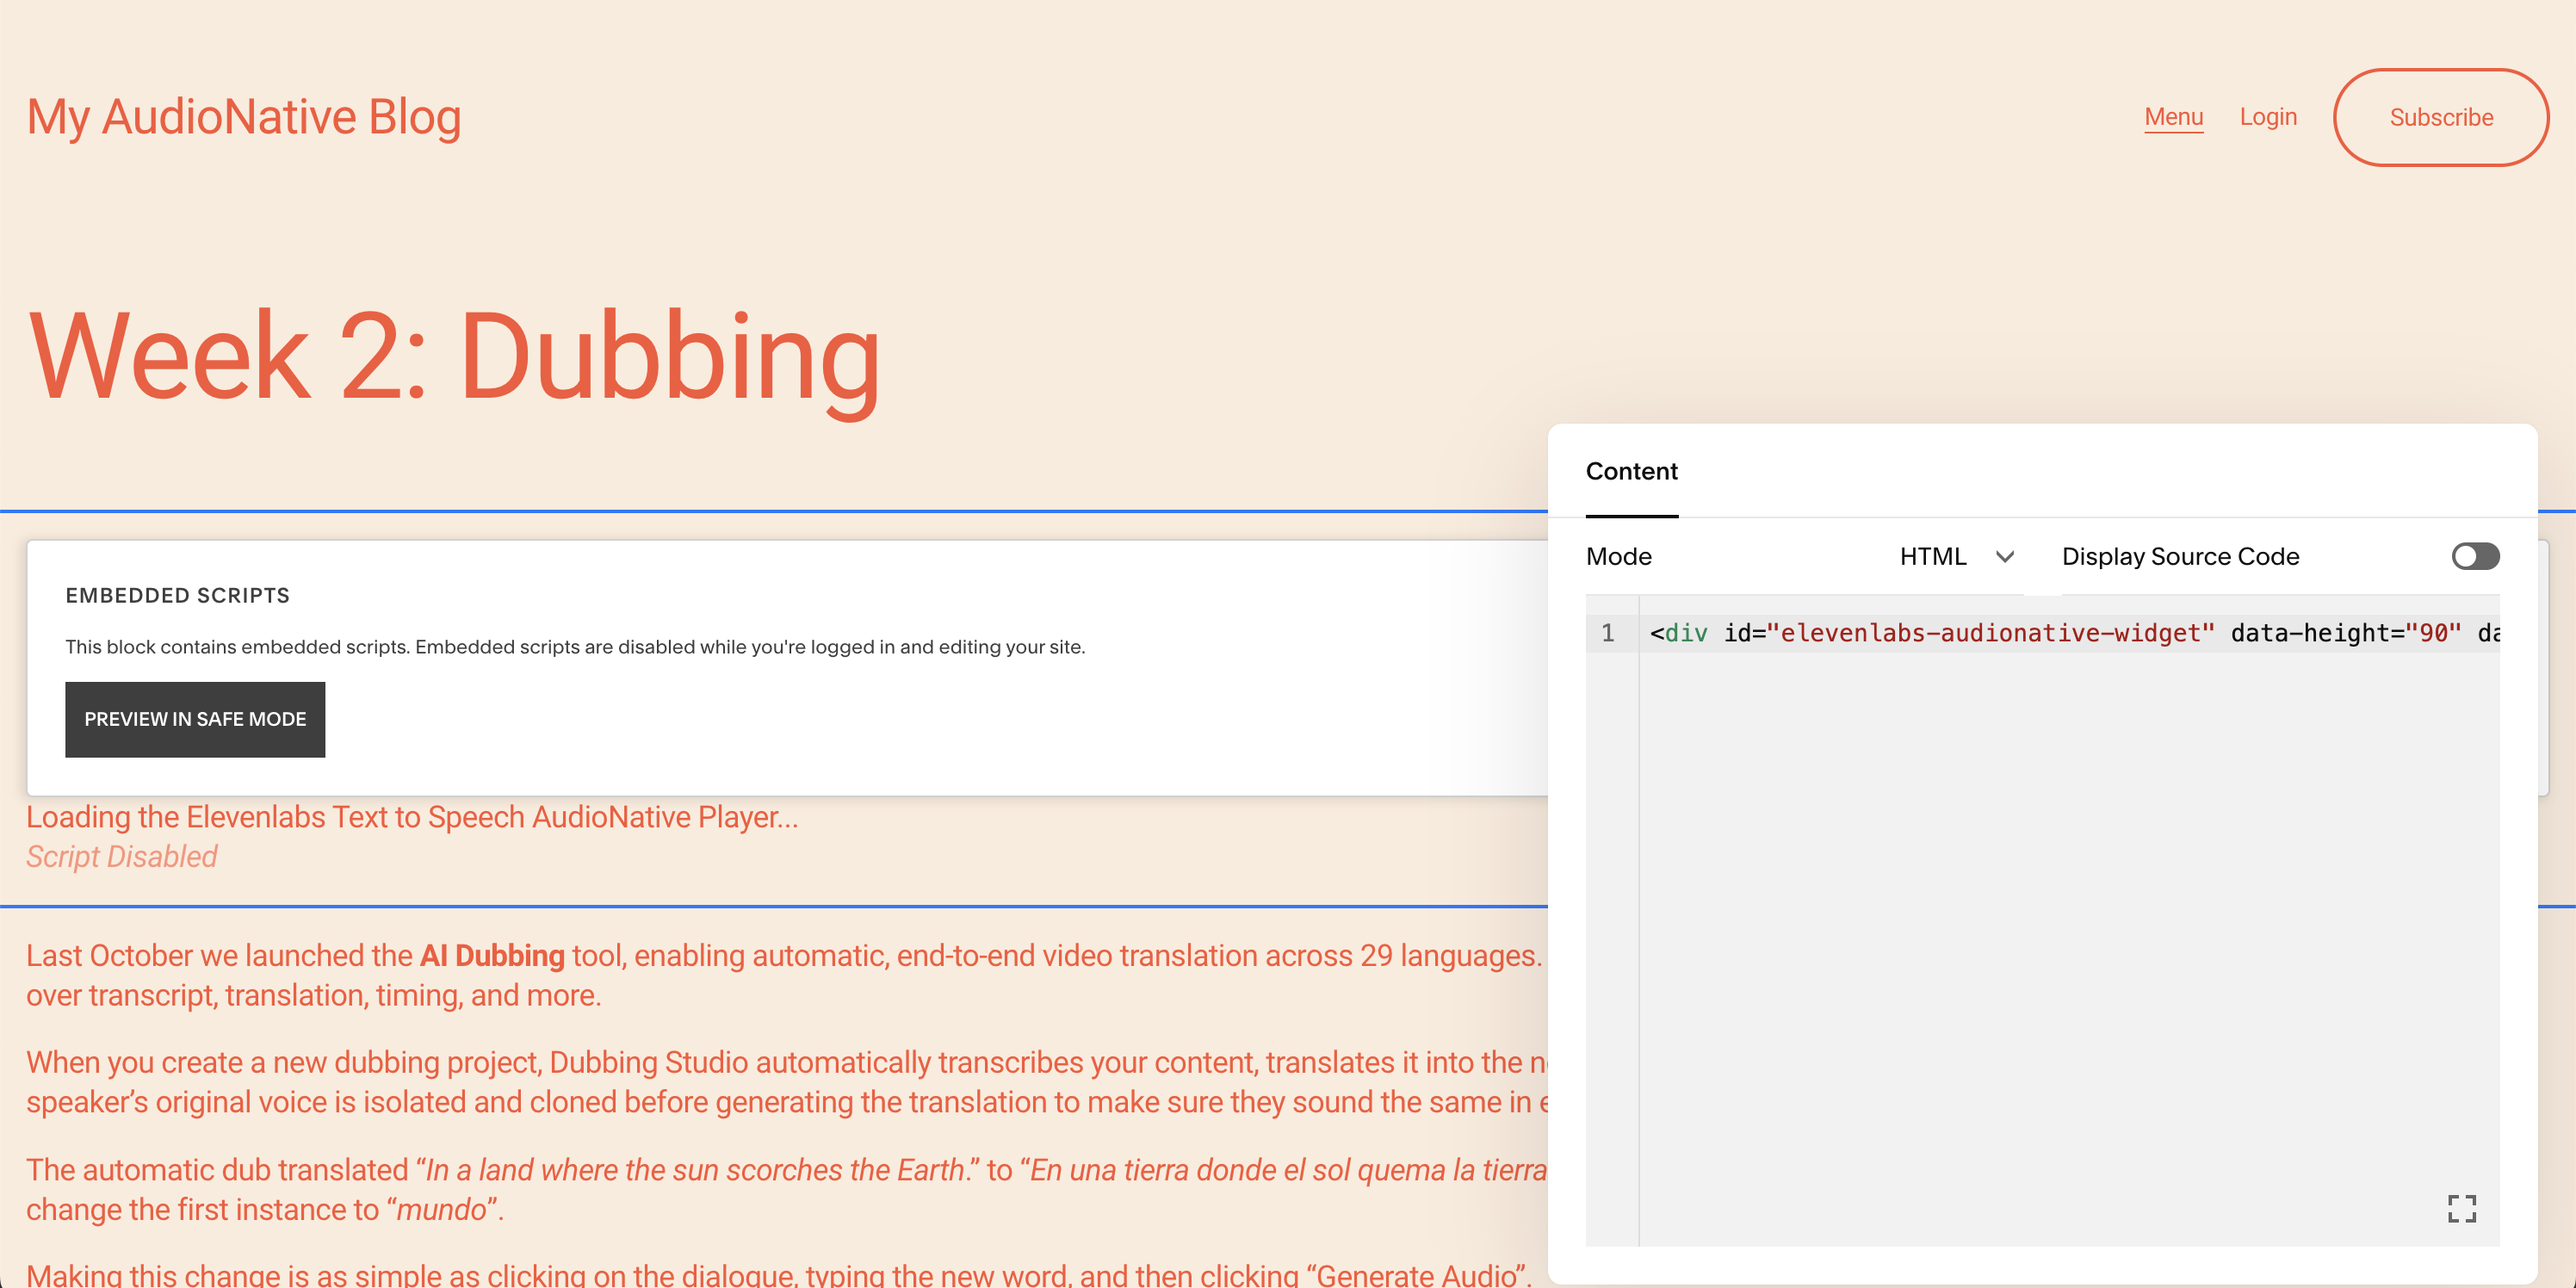 My AudioNative Blog
Menu Login Subscribe
Week 2: Dubbing
Content
Mode HTML Display Source Code
1 <div id="elevenlabs-audionative-widget" data-height="90" da
EMBEDDED SCRIPTS
This block contains embedded scripts. Embedded scripts are disabled while you're logged in and editing your site.
PREVIEW IN SAFE MODE
Loading the Elevenlabs Text to Speech AudioNative Player...
Script Disabled
Last October we launched the AI Dubbing tool, enabling automatic, end-to-end video translation across 29 languages.
over transcript, translation, timing, and more.
When you create a new dubbing project, Dubbing Studio automatically transcribes your content, translates it into the
speaker’s original voice is isolated and cloned before generating the translation to make sure they sound the same in
The automatic dub translated “In a land where the sun scorches the Earth.” to “En una tierra donde el sol quema la tierra
change the first instance to “mundo”.
Making this change is as simple as clicking on the dialogue, typing the new word, and then clicking “Generate Audio”.